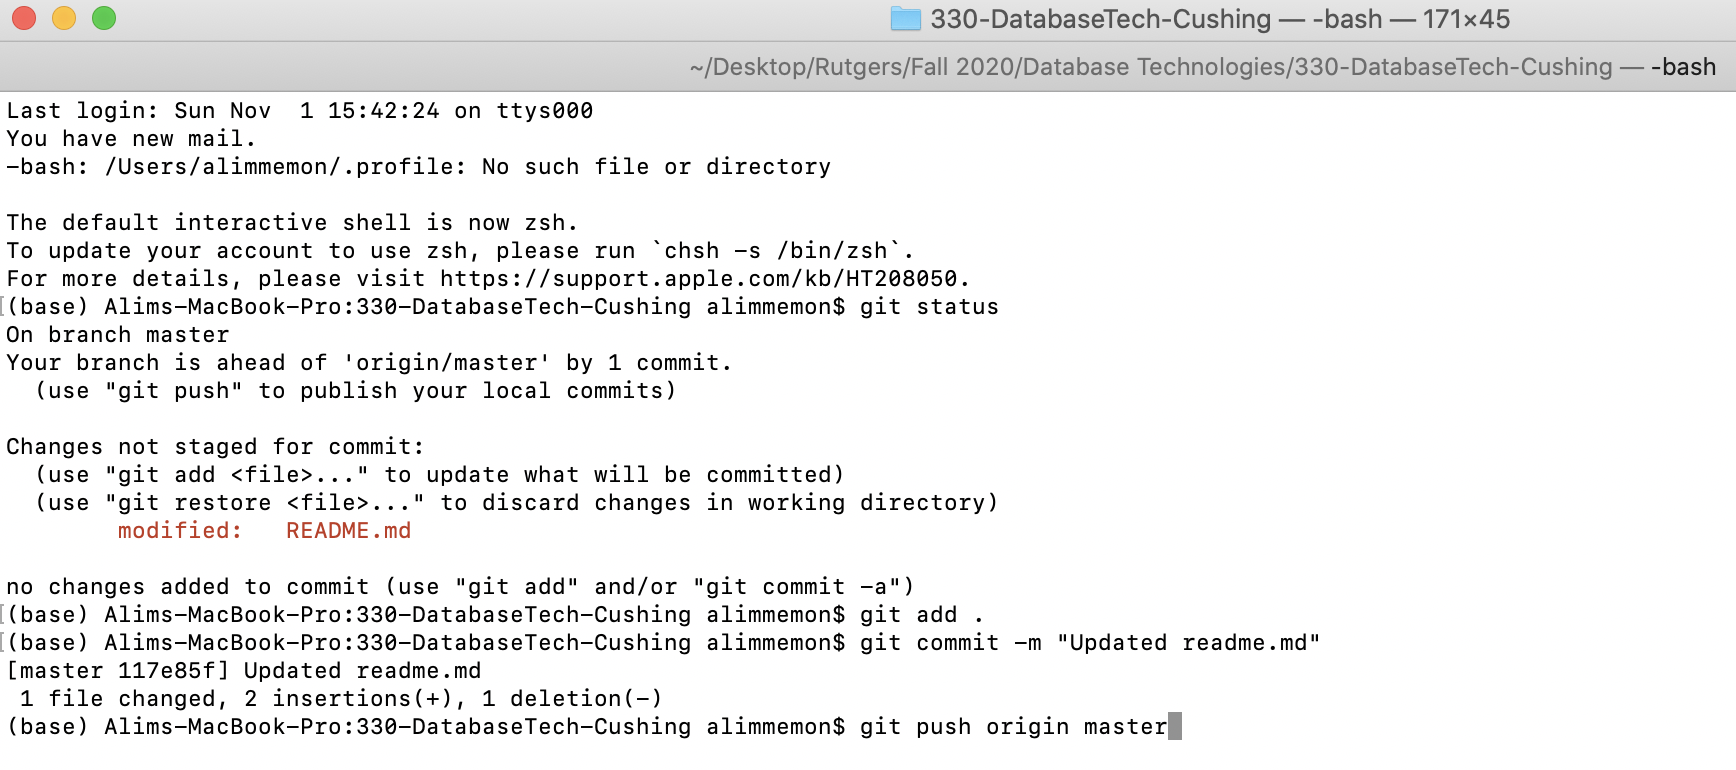 330-DatabaseTech-Cushing — -bash — 171×45
~/Desktop/Rutgers/Fall 2020/Database Technologies/330-DatabaseTech-Cushing — -bash
Last login: Sun Nov  1 15:42:24 on ttys000
You have new mail.
-bash: /Users/alimmemon/.profile: No such file or directory

The default interactive shell is now zsh.
To update your account to use zsh, please run `chsh -s /bin/zsh`.
For more details, please visit https://support.apple.com/kb/HT208050.
[(base) Alims-MacBook-Pro:330-DatabaseTech-Cushing alimmemon$ git status
On branch master
Your branch is ahead of 'origin/master' by 1 commit.
  (use "git push" to publish your local commits)

Changes not staged for commit:
  (use "git add <file>..." to update what will be committed)
  (use "git restore <file>..." to discard changes in working directory)
        modified:   README.md

no changes added to commit (use "git add" and/or "git commit -a")
[(base) Alims-MacBook-Pro:330-DatabaseTech-Cushing alimmemon$ git add .
[(base) Alims-MacBook-Pro:330-DatabaseTech-Cushing alimmemon$ git commit -m "Updated readme.md"
[master 117e85f] Updated readme.md
 1 file changed, 2 insertions(+), 1 deletion(-)
(base) Alims-MacBook-Pro:330-DatabaseTech-Cushing alimmemon$ git push origin master